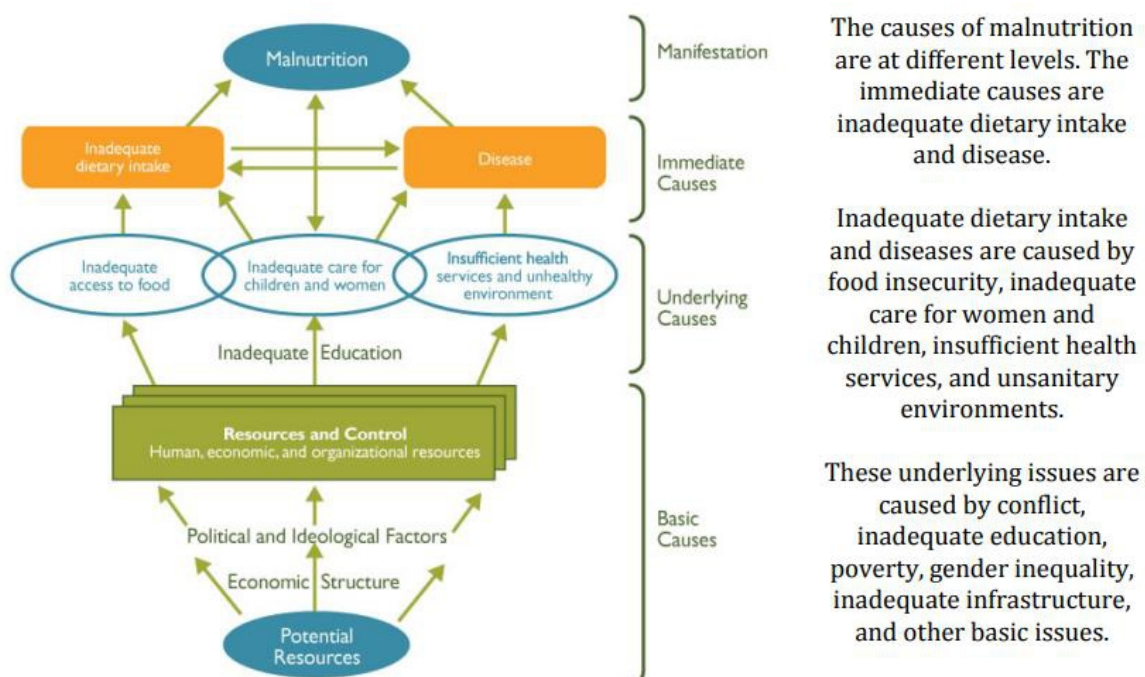 Malnutrition
Manifestation
Inadequate
dietary intake
Disease
Immediate
Causes
Inadequate
access to food
Inadequate care for
children and women
Insufficient health
services and unhealthy
environment
Underlying
Causes
Inadequate Education
Resources and Control
Human, economic, and organizational resources
Political and Ideological Factors
Economic Structure
Basic
Causes
Potential
Resources
The causes of malnutrition
are at different levels. The
immediate causes are
inadequate dietary intake
and disease.
Inadequate dietary intake
and diseases are caused by
food insecurity, inadequate
care for women and
children, insufficient health
services, and unsanitary
environments.
These underlying issues are
caused by conflict,
inadequate education,
poverty, gender inequality,
inadequate infrastructure,
and other basic issues.